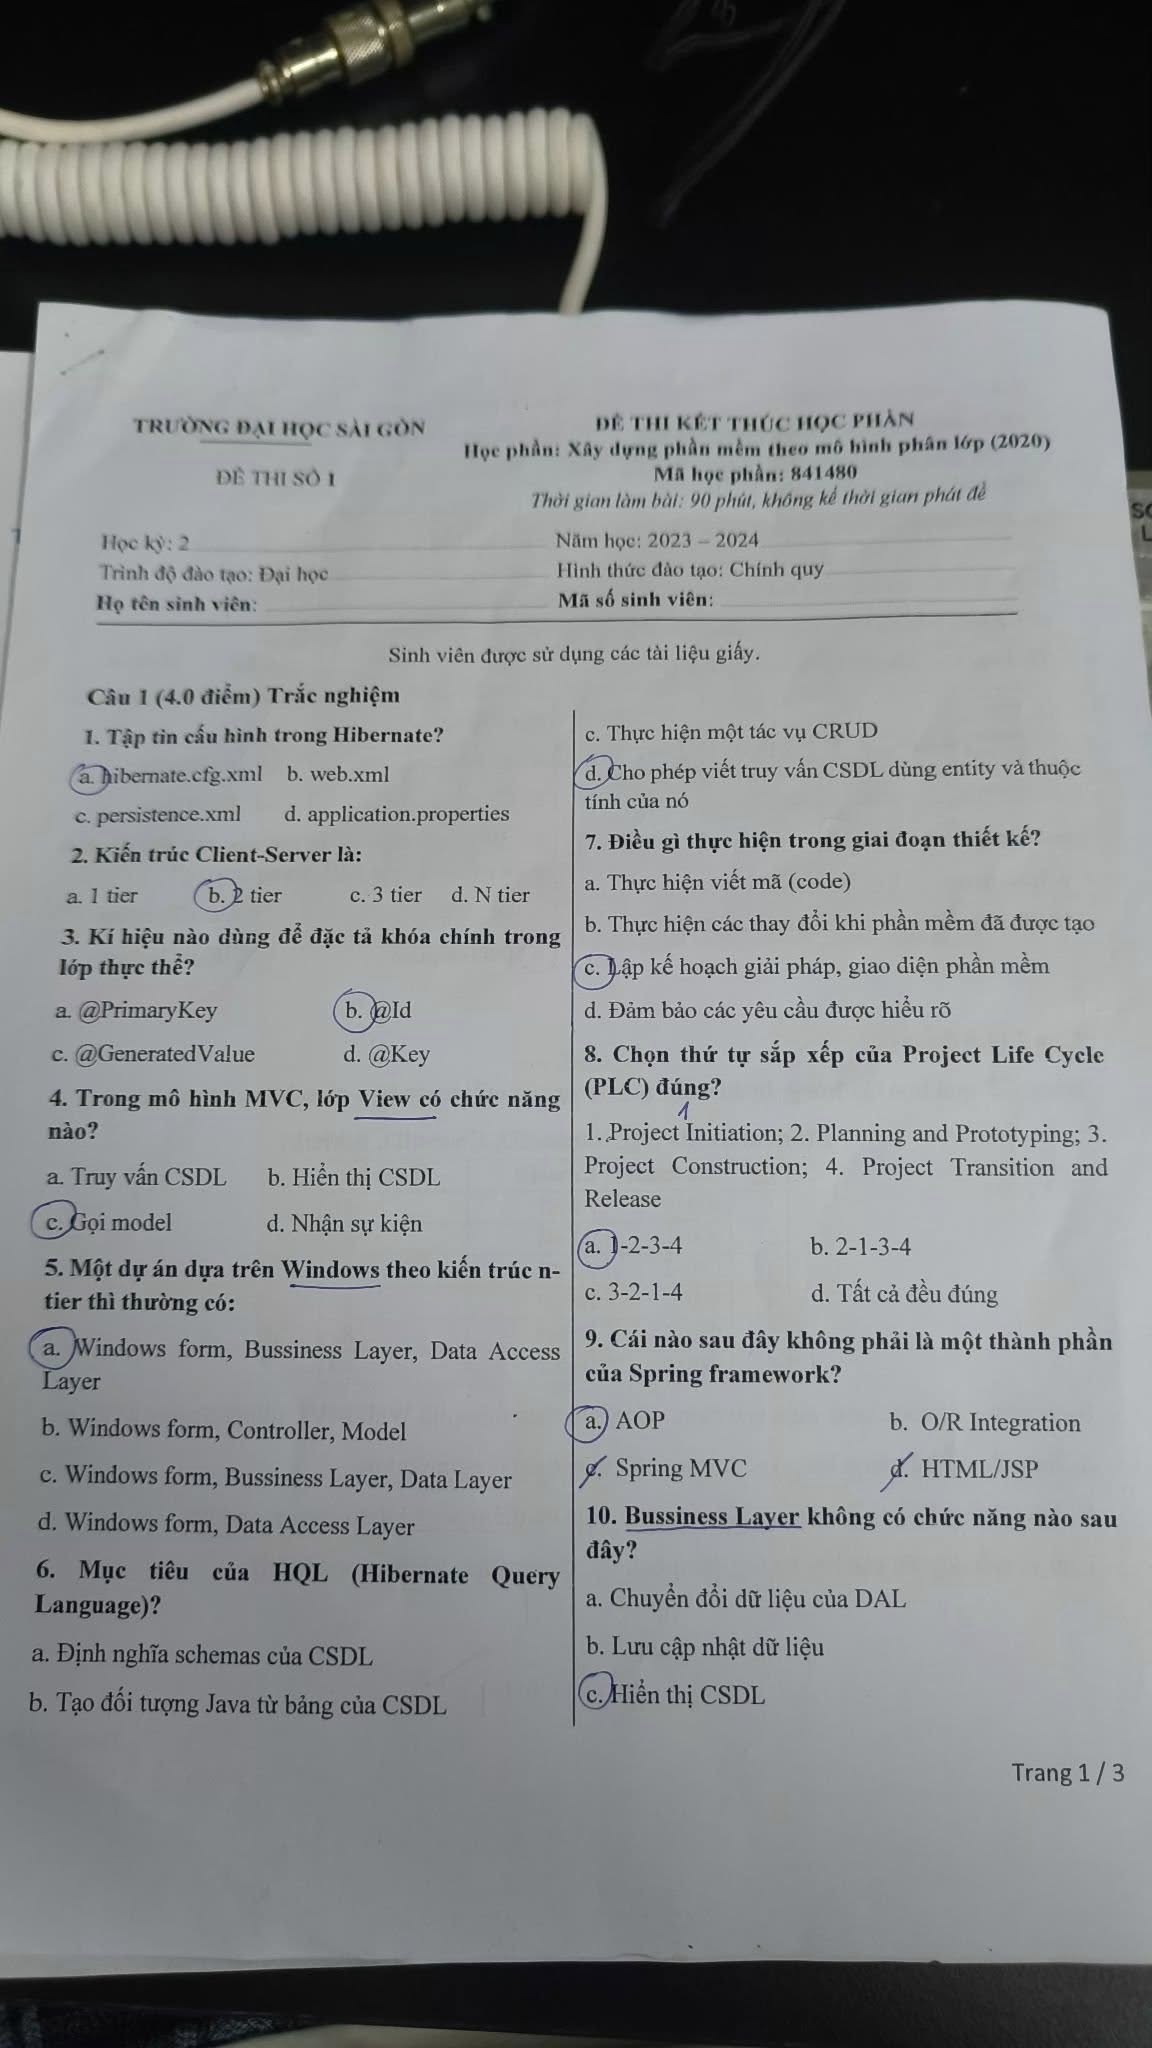 TRƯỜNG ĐẠI HỌC SÀI GÒN
ĐỀ THI SỐ 1
ĐỀ THI KẾT THÚC HỌC PHẦN
Học phần: Xây dựng phần mềm theo mô hình phân lớp (2020)
Mã học phần: 841480
Thời gian làm bài: 90 phút, không kể thời gian phát đề
Học kỳ: 2
Năm học: 2023 – 2024
Trình độ đào tạo: Đại học
Hình thức đào tạo: Chính quy
Họ tên sinh viên:
Mã số sinh viên:
Sinh viên được sử dụng các tài liệu giấy.
Câu 1 (4.0 điểm) Trắc nghiệm
1. Tập tin cấu hình trong Hibernate?
a. hibernate.cfg.xml b. web.xml
c. persistence.xml d. application.properties
2. Kiến trúc Client-Server là:
a. 1 tier b. 2 tier c. 3 tier d. N tier
3. Kí hiệu nào dùng để đặc tả khóa chính trong
lớp thực thể?
a. @PrimaryKey b. @Id
c. @GeneratedValue d. @Key
4. Trong mô hình MVC, lớp View có chức năng
nào?
a. Truy vấn CSDL b. Hiển thị CSDL
c. Gọi model d. Nhận sự kiện
5. Một dự án dựa trên Windows theo kiến trúc n-
tier thì thường có:
a. Windows form, Bussiness Layer, Data Access
Layer
b. Windows form, Controller, Model
c. Windows form, Bussiness Layer, Data Layer
d. Windows form, Data Access Layer
6. Mục tiêu của HQL (Hibernate Query
Language)?
a. Định nghĩa schemas của CSDL
b. Tạo đối tượng Java từ bảng của CSDL
c. Thực hiện một tác vụ CRUD
d. Cho phép viết truy vấn CSDL dùng entity và thuộc
tính của nó
7. Điều gì thực hiện trong giai đoạn thiết kế?
a. Thực hiện viết mã (code)
b. Thực hiện các thay đổi khi phần mềm đã được tạo
c. Lập kế hoạch giải pháp, giao diện phần mềm
d. Đảm bảo các yêu cầu được hiểu rõ
8. Chọn thứ tự sắp xếp của Project Life Cycle
(PLC) đúng?
1
1. Project Initiation; 2. Planning and Prototyping; 3.
Project Construction; 4. Project Transition and
Release
a. 1-2-3-4 b. 2-1-3-4
c. 3-2-1-4 d. Tất cả đều đúng
9. Cái nào sau đây không phải là một thành phần
của Spring framework?
a. AOP b. O/R Integration
c. Spring MVC d. HTML/JSP
10. Bussiness Layer không có chức năng nào sau
đây?
a. Chuyển đổi dữ liệu của DAL
b. Lưu cập nhật dữ liệu
c. Hiển thị CSDL
Trang 1 / 3